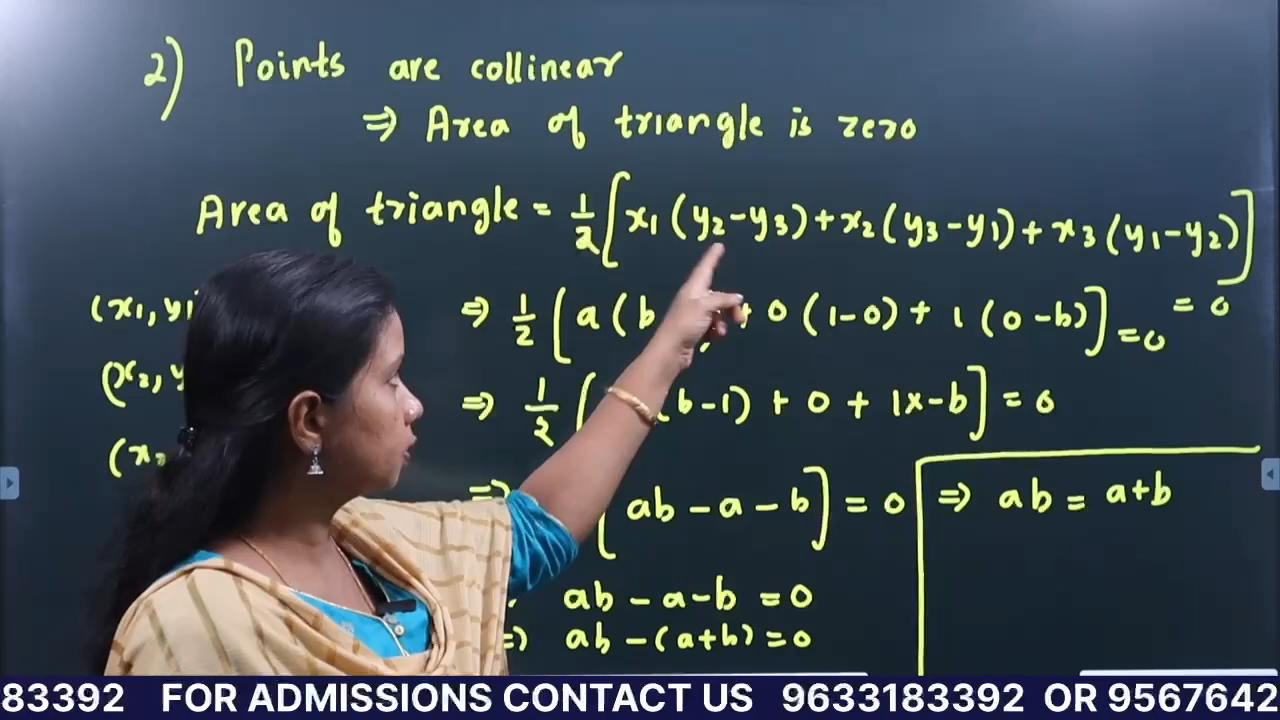 2) Points are collinear
⇒ Area of triangle is zero
Area of triangle = 1/2 [x₁ (y₂-y₃) + x₂ (y₃-y₁) + x₃ (y₁-y₂)] = 0
(x₁, y₁
⇒ 1/2 [a (b + 0 (1-0) + 1 (0-b)] = 0
(x₂, y
⇒ 1/2 [ (b-1) + 0 + 1x-b] = 0
(x
⇒ [ab - a - b] = 0
⇒ ab = a+b
ab - a - b = 0
⇒ ab - (a+b) = 0
83392 FOR ADMISSIONS CONTACT US 9633183392 OR 9567642